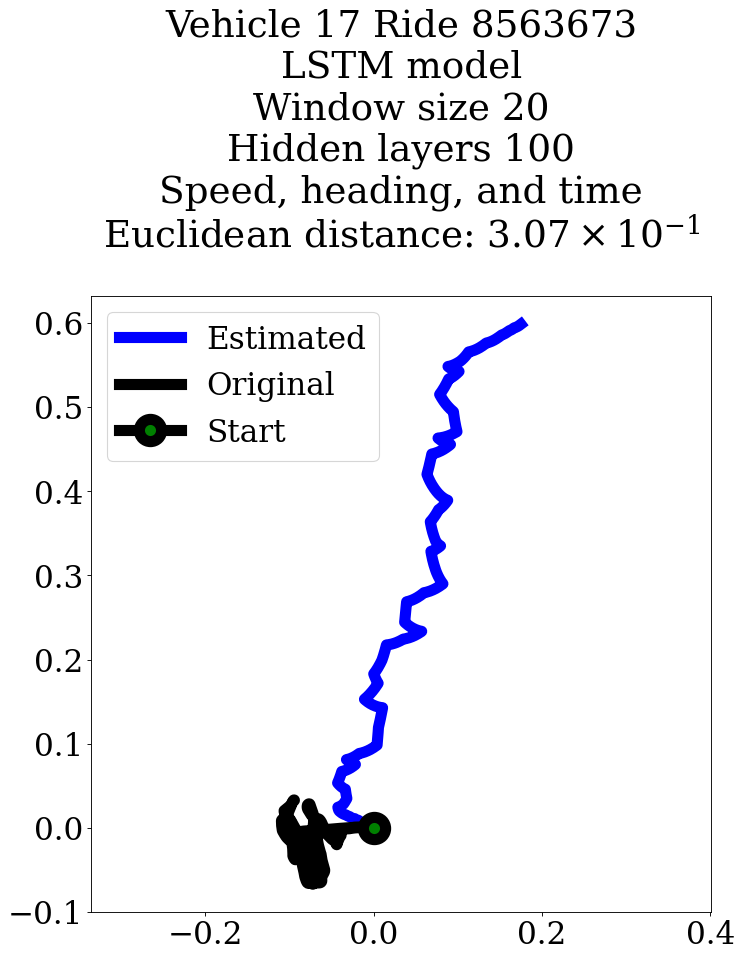 Vehicle 17 Ride 8563673
LSTM model
Window size 20
Hidden layers 100
Speed, heading, and time
Euclidean distance: 3.07 × 10⁻¹
Estimated
Original
Start
0.6
0.5
0.4
0.3
0.2
0.1
0.0
−0.1
−0.2
0.0
0.2
0.4